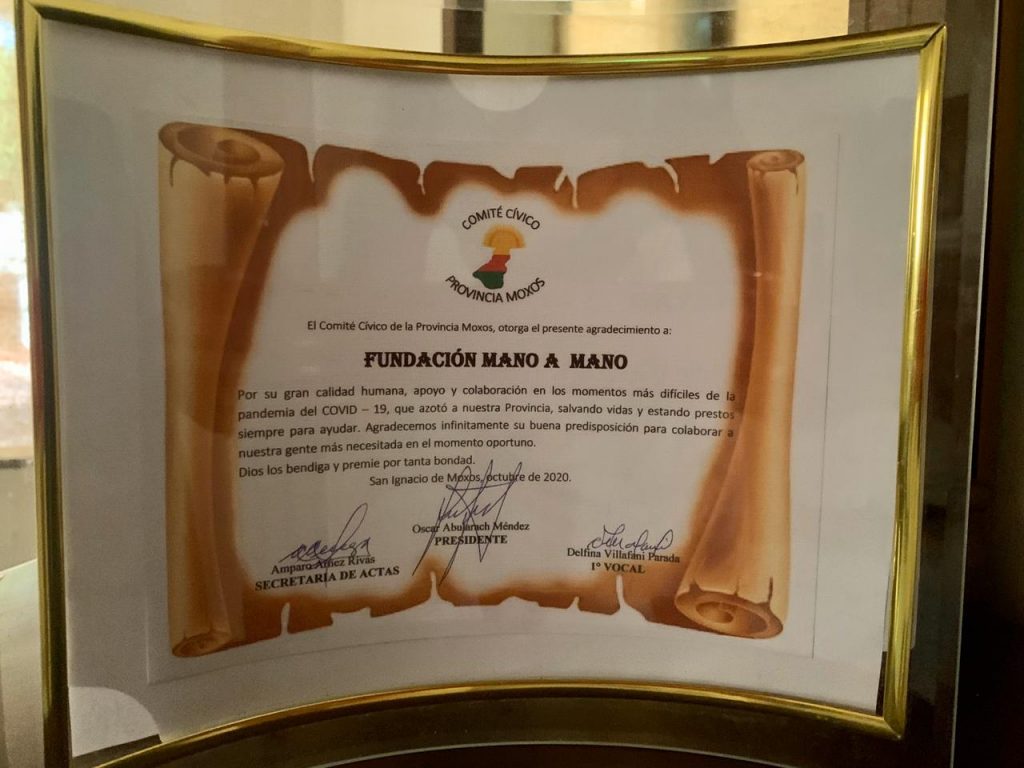 COMITÉ CÍVICO
PROVINCIA MOXOS
El Comité Cívico de la Provincia Moxos, otorga el presente agradecimiento a:
FUNDACIÓN MANO A MANO
Por su gran calidad humana, apoyo y colaboración en los momentos más difíciles de la
pandemia del COVID – 19, que azotó a nuestra Provincia, salvando vidas y estando prestos
siempre para ayudar. Agradecemos infinitamente su buena predisposición para colaborar a
nuestra gente más necesitada en el momento oportuno.
Dios los bendiga y premie por tanta bondad.
San Ignacio de Moxos, octubre de 2020.
Oscar Abularach Méndez
PRESIDENTE
Amparo Rivas
SECRETARIA DE ACTAS
Delfina Villafani Parada
1° VOCAL